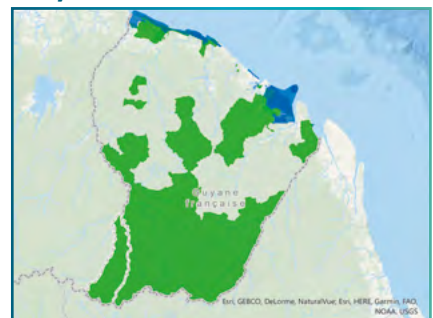 Guyane
française
Esri, GEBCO, DeLorme, NaturalVue; Esri, HERE, Garmin, FAO,
NOAA, USGS